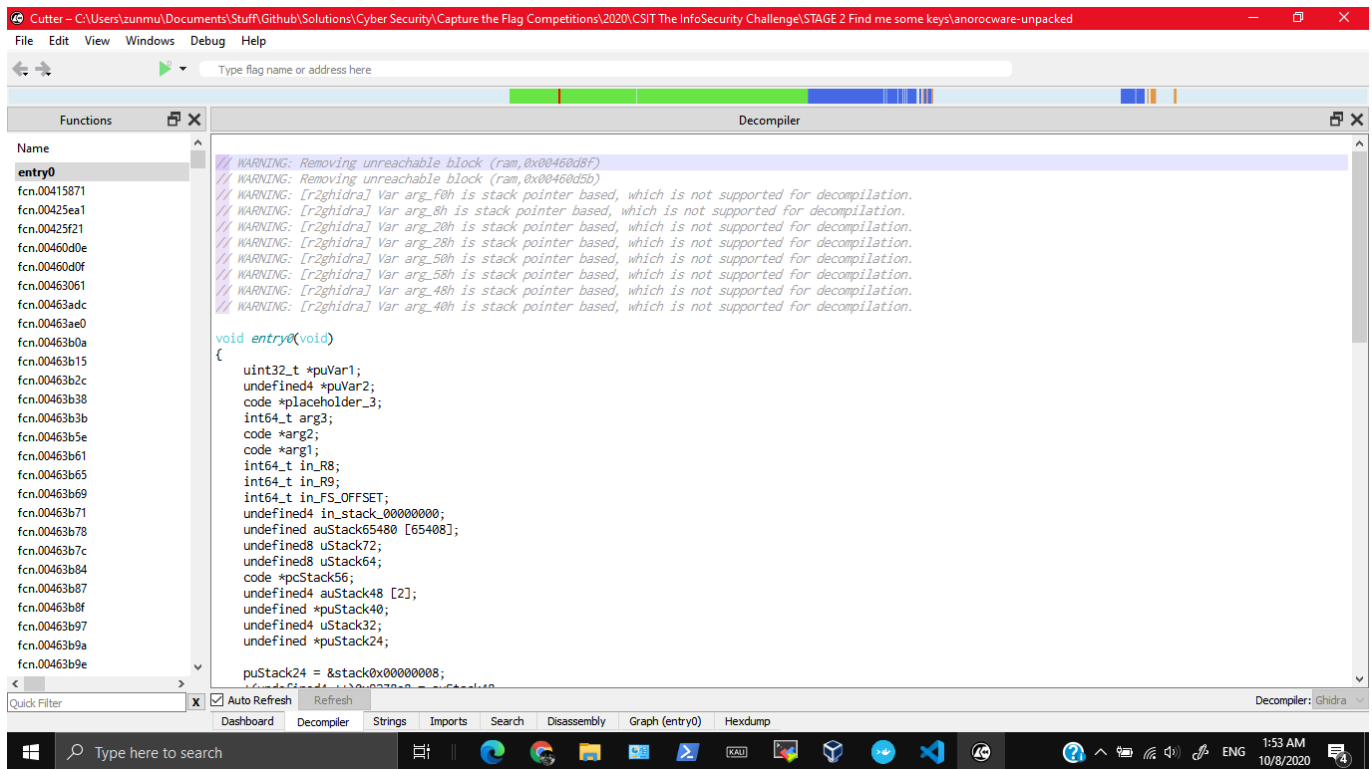 Cutter – C:\Users\zunmu\Documents\Stuff\Github\Solutions\Cyber Security\Capture the Flag Competitions\2020\CSIT The InfoSecurity Challenge\STAGE 2 Find me some keys\anorocware-unpacked
File Edit View Windows Debug Help
Type flag name or address here
Functions
Decompiler
Name
entry0
fcn.00415871
fcn.00425ea1
fcn.00425f21
fcn.00460d0e
fcn.00460d0f
fcn.00463061
fcn.00463adc
fcn.00463ae0
fcn.00463b0a
fcn.00463b15
fcn.00463b2c
fcn.00463b38
fcn.00463b3b
fcn.00463b5e
fcn.00463b61
fcn.00463b65
fcn.00463b69
fcn.00463b71
fcn.00463b78
fcn.00463b7c
fcn.00463b84
fcn.00463b87
fcn.00463b8f
fcn.00463b97
fcn.00463b9a
fcn.00463b9e
Quick Filter
X
// WARNING: Removing unreachable block (ram,0x00460d8f)
// WARNING: Removing unreachable block (ram,0x00460d5b)
// WARNING: [r2ghidra] Var arg_f0h is stack pointer based, which is not supported for decompilation.
// WARNING: [r2ghidra] Var arg_8h is stack pointer based, which is not supported for decompilation.
// WARNING: [r2ghidra] Var arg_20h is stack pointer based, which is not supported for decompilation.
// WARNING: [r2ghidra] Var arg_28h is stack pointer based, which is not supported for decompilation.
// WARNING: [r2ghidra] Var arg_50h is stack pointer based, which is not supported for decompilation.
// WARNING: [r2ghidra] Var arg_58h is stack pointer based, which is not supported for decompilation.
// WARNING: [r2ghidra] Var arg_48h is stack pointer based, which is not supported for decompilation.
// WARNING: [r2ghidra] Var arg_40h is stack pointer based, which is not supported for decompilation.
void entry0(void)
{
uint32_t *puVar1;
undefined4 *puVar2;
code *placeholder_3;
int64_t arg3;
code *arg2;
code *arg1;
int64_t in_R8;
int64_t in_R9;
int64_t in_FS_OFFSET;
undefined4 in_stack_00000000;
undefined auStack65480 [65408];
undefined8 uStack72;
undefined8 uStack64;
code *pcStack56;
undefined4 auStack48 [2];
undefined *puStack40;
undefined4 uStack32;
undefined *puStack24;
puStack24 = &stack0x00000008;
Auto Refresh
Refresh
Decompiler: Ghidra
Dashboard Decompiler Strings Imports Search Disassembly Graph (entry0) Hexdump
Type here to search
KALI
ENG
1:53 AM
10/8/2020
4